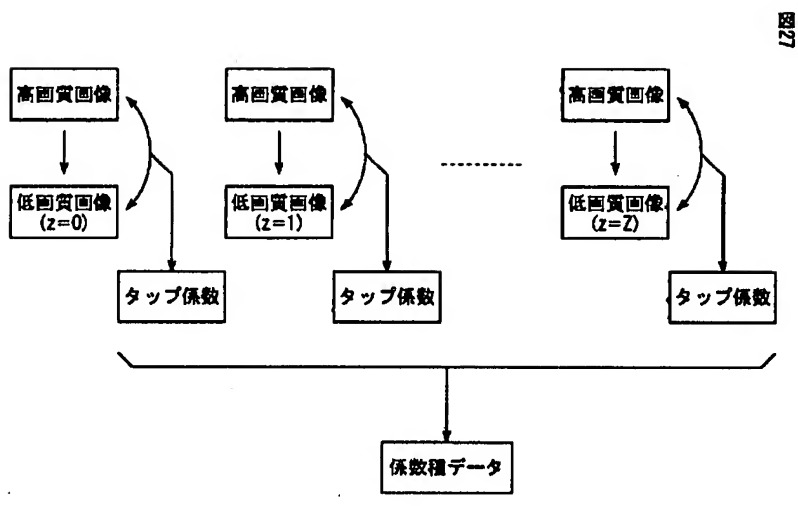 図27
高画質画像
高画質画像
高画質画像
低画質画像
(z=0)
低画質画像
(z=1)
低画質画像
(z=Z)
タップ係数
タップ係数
タップ係数
係数種データ